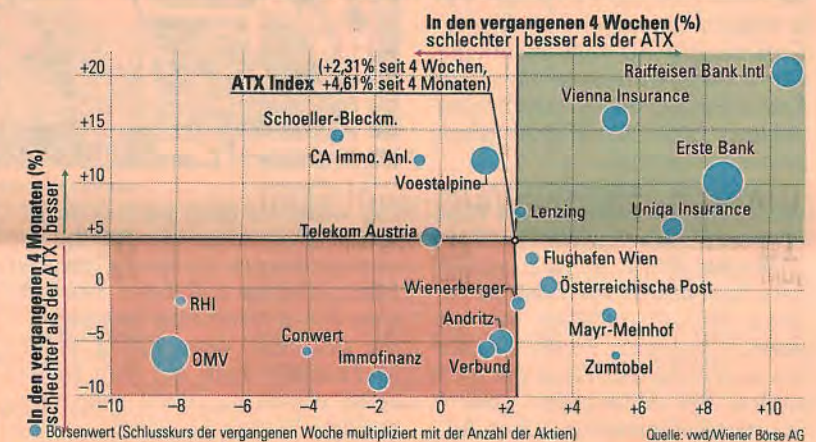 In den vergangenen 4 Wochen (%)
schlechter besser als der ATX
(+2,31% seit 4 Wochen,
ATX Index +4,61% seit 4 Monaten)
Raiffeisen Bank Intl
Vienna Insurance
Schoeller-Bleckm.
CA Immo. Anl.
Voestalpine
Erste Bank
Lenzing
Uniqa Insurance
Telekom Austria
Flughafen Wien
Wienerberger
Österreichische Post
RHI
Andritz
Mayr-Melnhof
Conwert
OMV
Immofinanz
Verbund
Zumtobel
In den vergangenen 4 Monaten (%)
schlechter als der ATX besser
+20
+15
+10
+5
0
−5
−10
−10 −8 −6 −4 −2 0 +2 +4 +6 +8 +10
Börsenwert (Schlusskurs der vergangenen Woche multipliziert mit der Anzahl der Aktien) Quelle: vwd/Wiener Börse AG